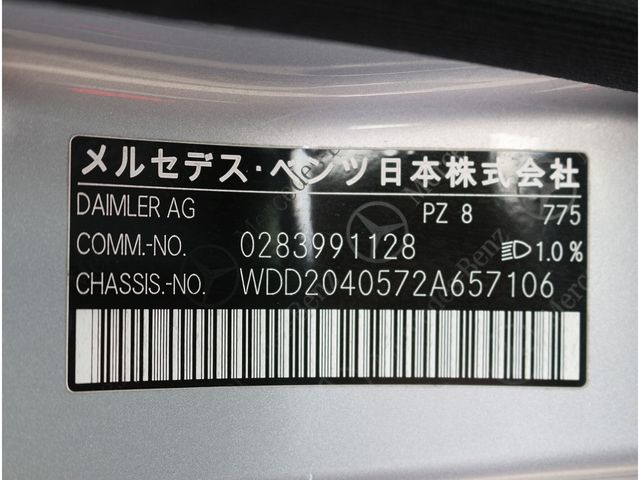 メルセデス・ベンツ日本株式会社
DAIMLER AG PZ 8 775
COMM.-NO. 0283991128 1.0%
CHASSIS.-NO. WDD2040572A657106